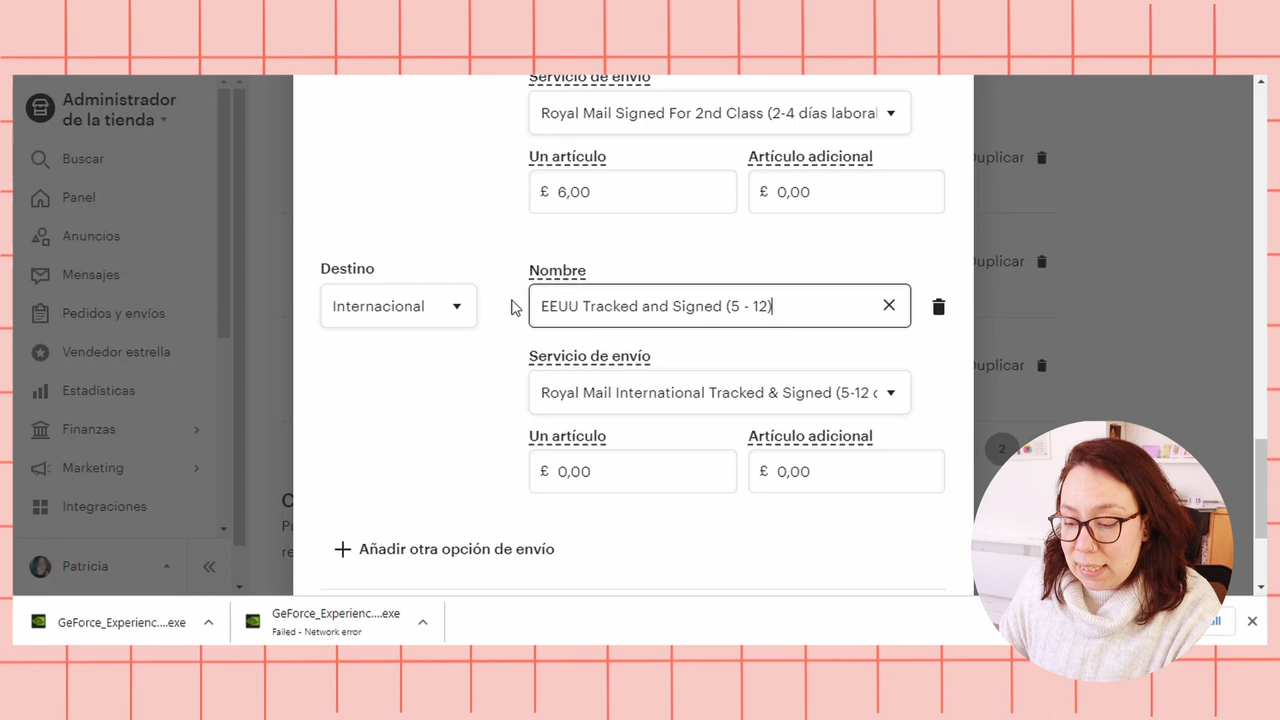 Administrador
de la tienda
Buscar
Panel
Anuncios
Mensajes
Pedidos y envíos
Vendedor estrella
Estadísticas
Finanzas
Marketing
Integraciones
Patricia
Servicio de envío
Royal Mail Signed For 2nd Class (2-4 días laboral
Un artículo
Artículo adicional
£ 6,00
£ 0,00
Destino
Nombre
Internacional
EEUU Tracked and Signed (5 - 12)
Servicio de envío
Royal Mail International Tracked & Signed (5-12 d
Un artículo
Artículo adicional
£ 0,00
£ 0,00
+ Añadir otra opción de envío
Duplicar
Duplicar
Duplicar
2
GeForce_Experienc....exe
GeForce_Experienc....exe
Failed - Network error